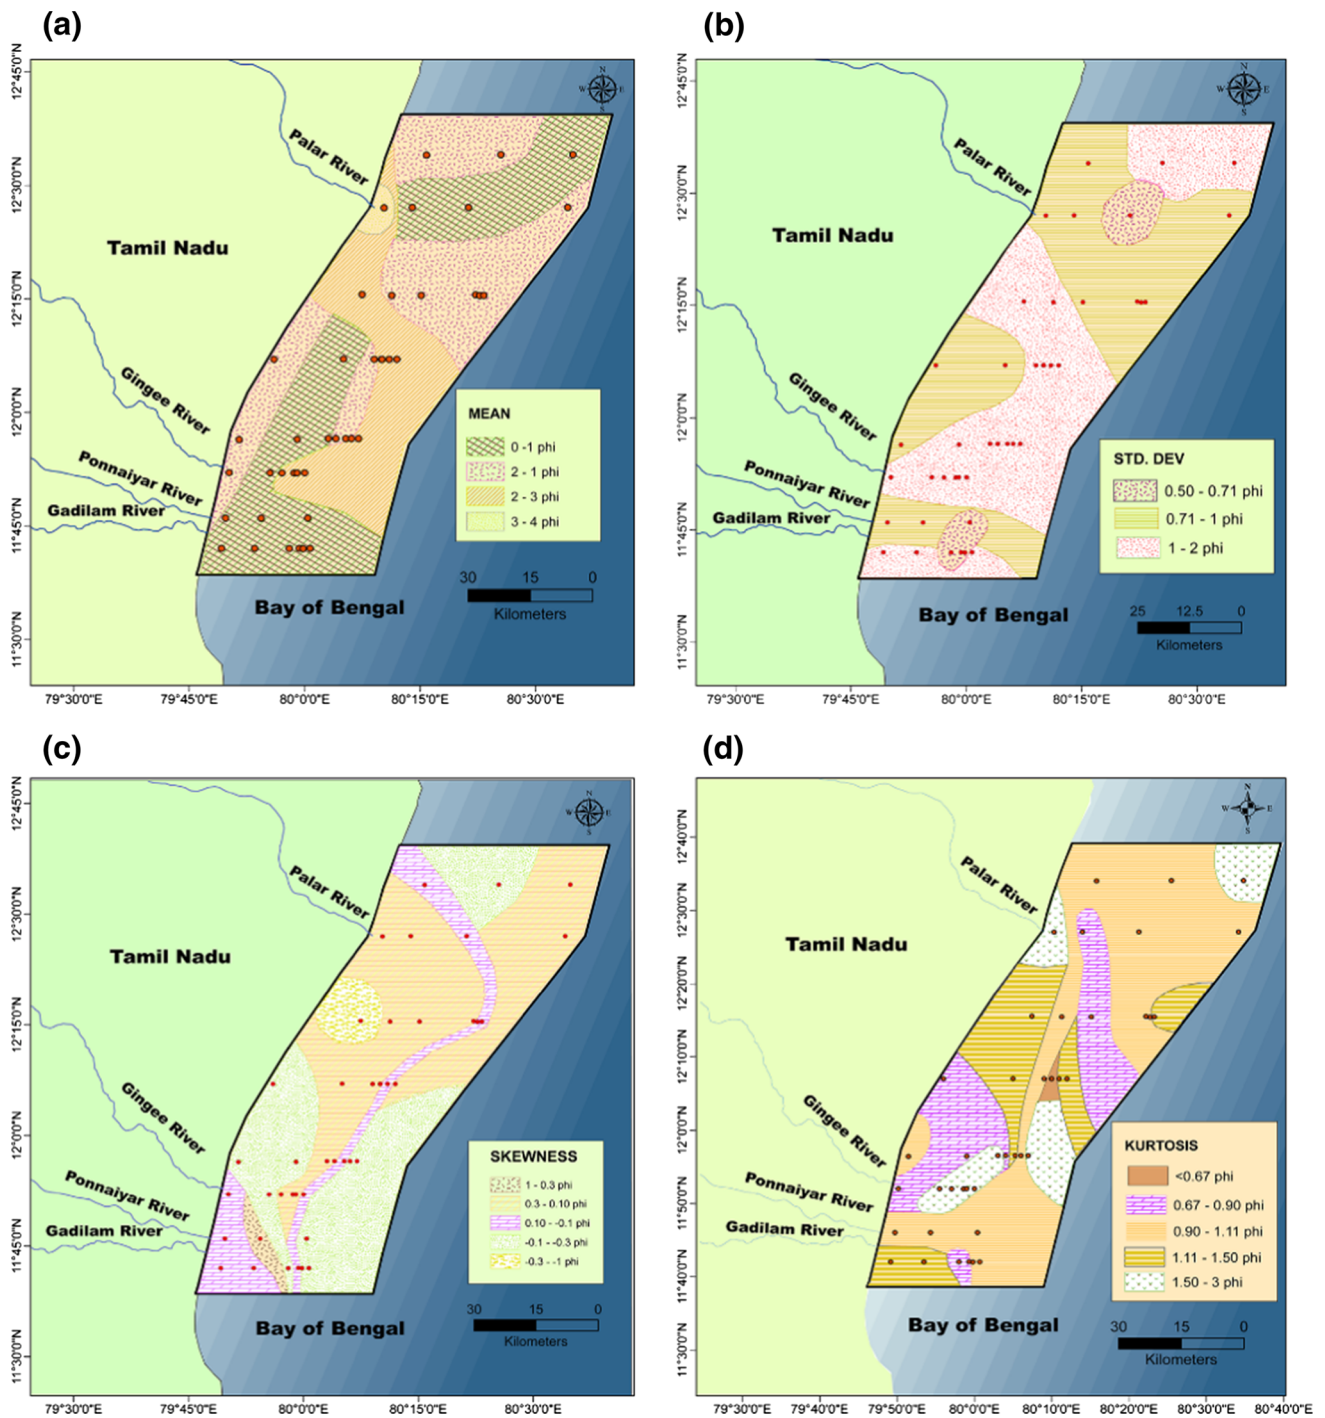 (a)
12°45'0"N
12°30'0"N
12°15'0"N
12°0'0"N
11°45'0"N
11°30'0"N
N
W E
S
Palar River
Tamil Nadu
Gingee River
Ponnaiyar River
Gadilam River
MEAN
0 -1 phi
2 - 1 phi
2 - 3 phi
3 - 4 phi
30 15 0
Kilometers
Bay of Bengal
79°30'0"E 79°45'0"E 80°0'0"E 80°15'0"E 80°30'0"E
(b)
12°45'0"N
12°30'0"N
12°15'0"N
12°0'0"N
11°45'0"N
11°30'0"N
N
W E
S
Palar River
Tamil Nadu
Gingee River
Ponnaiyar River
Gadilam River
STD. DEV
0.50 - 0.71 phi
0.71 - 1 phi
1 - 2 phi
25 12.5 0
Kilometers
Bay of Bengal
79°30'0"E 79°45'0"E 80°0'0"E 80°15'0"E 80°30'0"E
(c)
12°45'0"N
12°30'0"N
12°15'0"N
12°0'0"N
11°45'0"N
11°30'0"N
N
W E
S
Palar River
Tamil Nadu
Gingee River
Ponnaiyar River
Gadilam River
SKEWNESS
1 - 0.3 phi
0.3 - 0.10 phi
0.10 - -0.1 phi
-0.1 - -0.3 phi
-0.3 - -1 phi
30 15 0
Kilometers
Bay of Bengal
79°30'0"E 79°45'0"E 80°0'0"E 80°15'0"E 80°30'0"E
(d)
12°40'0"N
12°30'0"N
12°20'0"N
12°10'0"N
12°0'0"N
11°50'0"N
11°40'0"N
11°30'0"N
N
W E
S
Palar River
Tamil Nadu
Gingee River
Ponnaiyar River
Gadilam River
KURTOSIS
<0.67 phi
0.67 - 0.90 phi
0.90 - 1.11 phi
1.11 - 1.50 phi
1.50 - 3 phi
30 15 0
Kilometers
Bay of Bengal
79°30'0"E 79°40'0"E 79°50'0"E 80°0'0"E 80°10'0"E 80°20'0"E 80°30'0"E 80°40'0"E